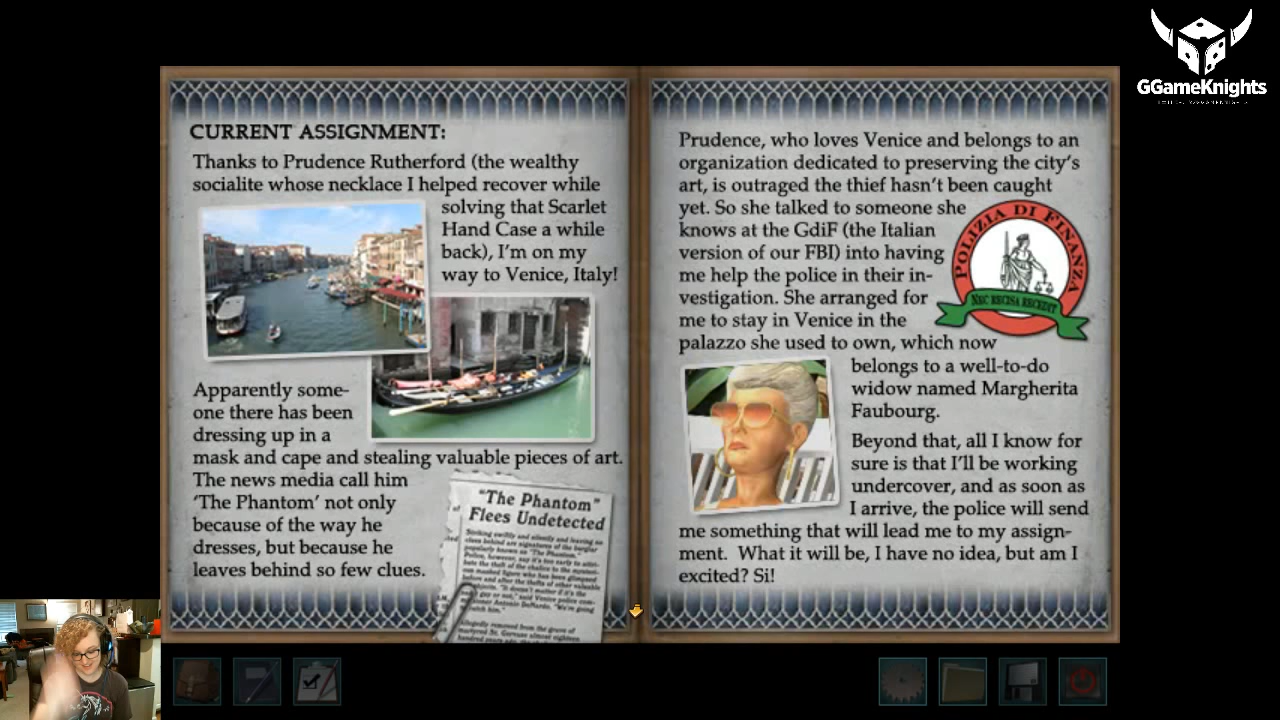 GGameKnights
CURRENT ASSIGNMENT:
Thanks to Prudence Rutherford (the wealthy
socialite whose necklace I helped recover while
solving that Scarlet
Hand Case a while
back), I'm on my
way to Venice, Italy!
Apparently some-
one there has been
dressing up in a
mask and cape and stealing valuable pieces of art.
The news media call him
'The Phantom' not only
because of the way he
dresses, but because he
leaves behind so few clues.
"The Phantom"
Flees Undetected
Prudence, who loves Venice and belongs to an
organization dedicated to preserving the city's
art, is outraged the thief hasn't been caught
yet. So she talked to someone she
knows at the GdiF (the Italian
version of our FBI) into having
me help the police in their in-
vestigation. She arranged for
me to stay in Venice in the
palazzo she used to own, which now
belongs to a well-to-do
widow named Margherita
Faubourg.
Beyond that, all I know for
sure is that I'll be working
undercover, and as soon as
I arrive, the police will send
me something that will lead me to my assign-
ment. What it will be, I have no idea, but am I
excited? Si!
POLIZIA DI FINANZA
NEC RECISA RECEDIT